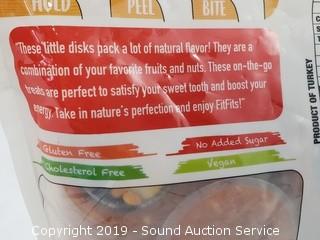 HOLD PEEL BITE
"These little disks pack a lot of natural flavor! They are a
combination of your favorite fruits and nuts. These on-the-go
treats are perfect to satisfy your sweet tooth and boost your
energy. Take in nature's perfection and enjoy FitFits!"
Gluten Free
No Added Sugar
Cholesterol Free
Vegan
PRODUCT OF TURKEY
Copyright 2019 - Sound Auction Service